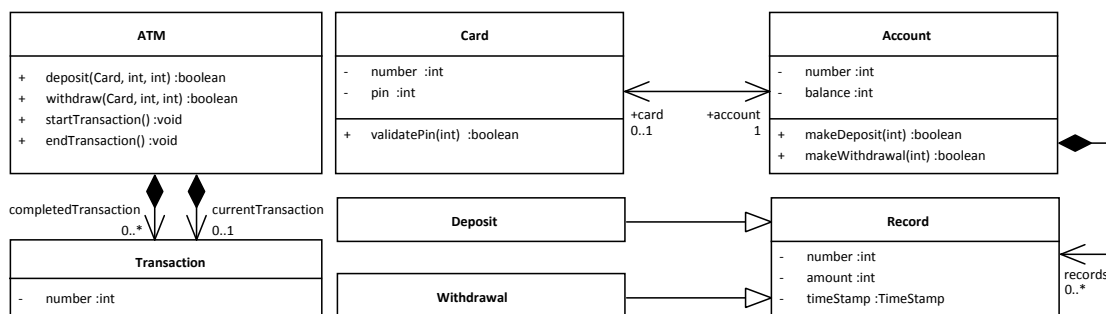 ATM
+ deposit(Card, int, int) :boolean
+ withdraw(Card, int, int) :boolean
+ startTransaction() :void
+ endTransaction() :void
Card
- number :int
- pin :int
+ validatePin(int) :boolean
+card
0..1
+account
1
Account
- number :int
- balance :int
+ makeDeposit(int) :boolean
+ makeWithdrawal(int) :boolean
completedTransaction
0..*
currentTransaction
0..1
Transaction
- number :int
Deposit
Withdrawal
Record
- number :int
- amount :int
- timeStamp :TimeStamp
records
0..*